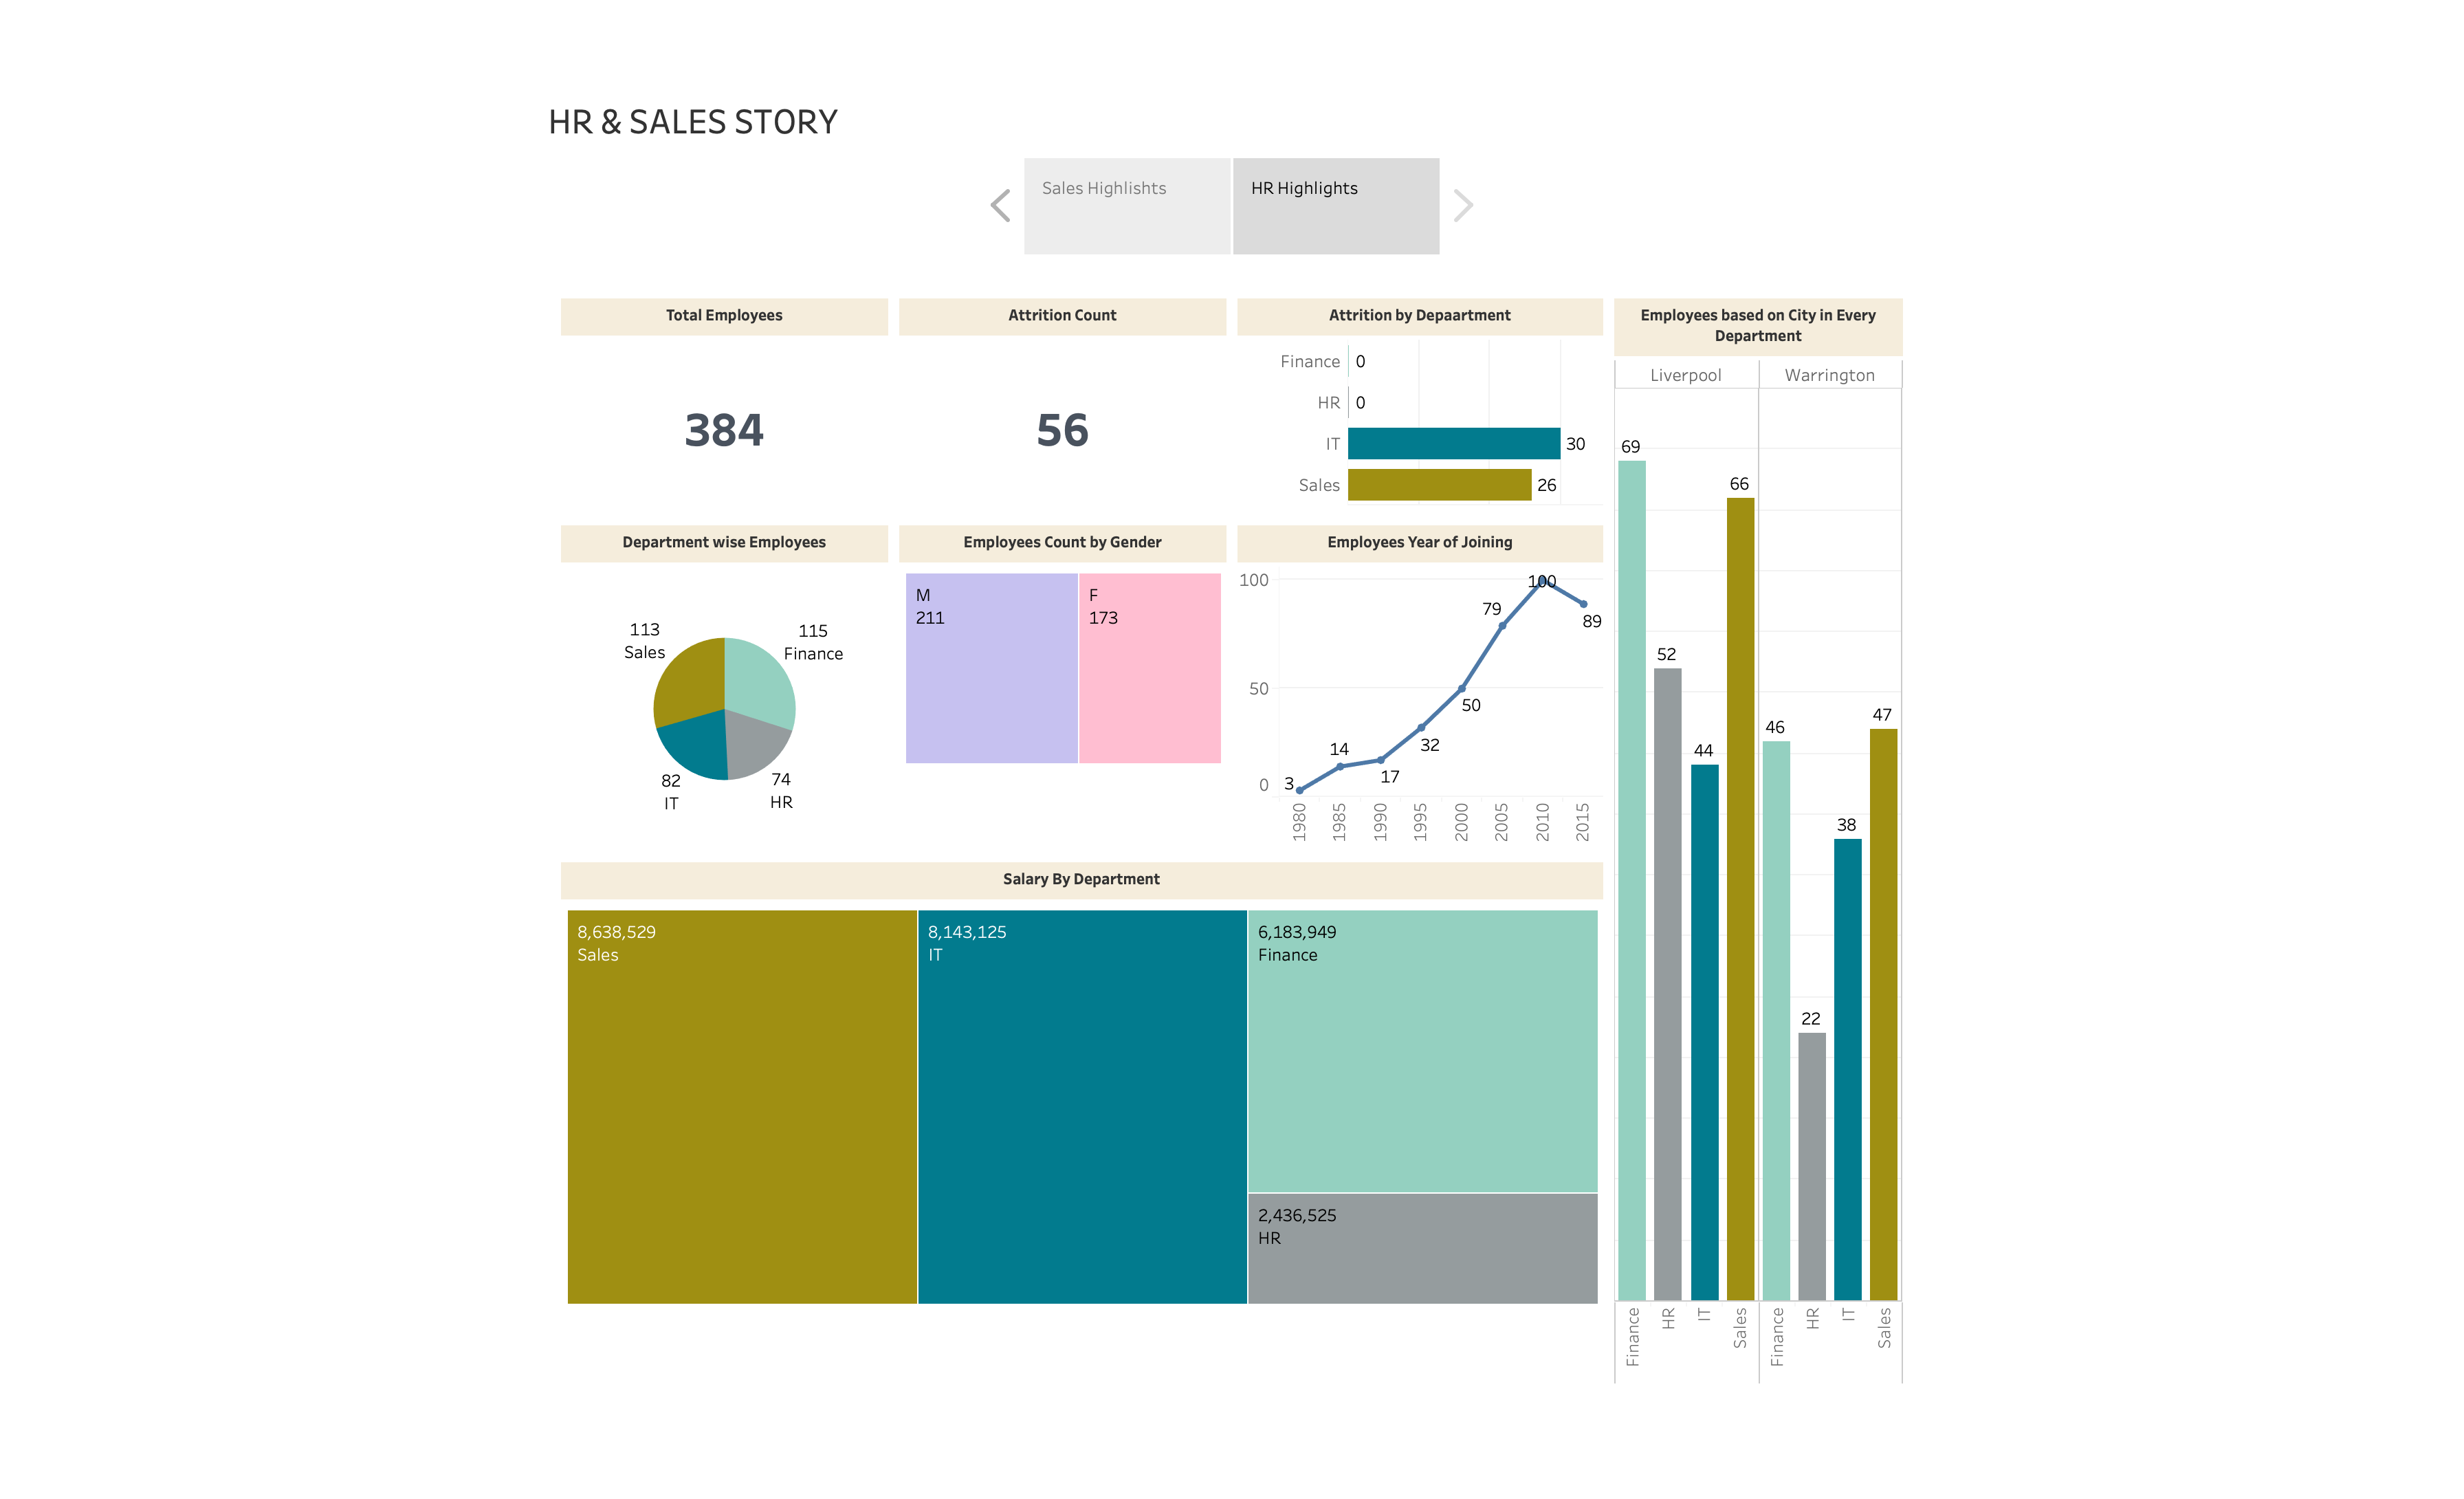 HR & SALES STORY
Sales Highlishts
HR Highlights
Total Employees
384
Attrition Count
56
Attrition by Depaartment
Finance 0
HR 0
IT 30
Sales 26
Employees based on City in Every
Department
Liverpool Warrington
69 52 44 66 46 22 38 47
Finance HR IT Sales Finance HR IT Sales
Department wise Employees
113
Sales
115
Finance
82
IT
74
HR
Employees Count by Gender
M
211
F
173
Employees Year of Joining
100
50
0
3 14 17 32 50 79 100 89
1980 1985 1990 1995 2000 2005 2010 2015
Salary By Department
8,638,529
Sales
8,143,125
IT
6,183,949
Finance
2,436,525
HR